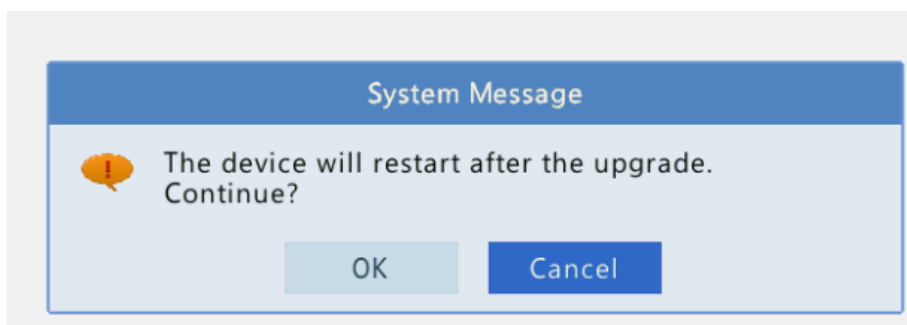 System Message
The device will restart after the upgrade.
Continue?
OK
Cancel